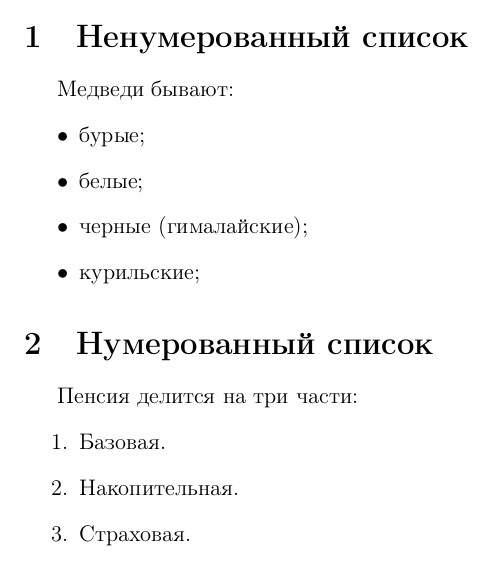 1 Ненумерованный список
Медведи бывают:
• бурые;
• белые;
• черные (гималайские);
• курильские;
2 Нумерованный список
Пенсия делится на три части:
1. Базовая.
2. Накопительная.
3. Страховая.